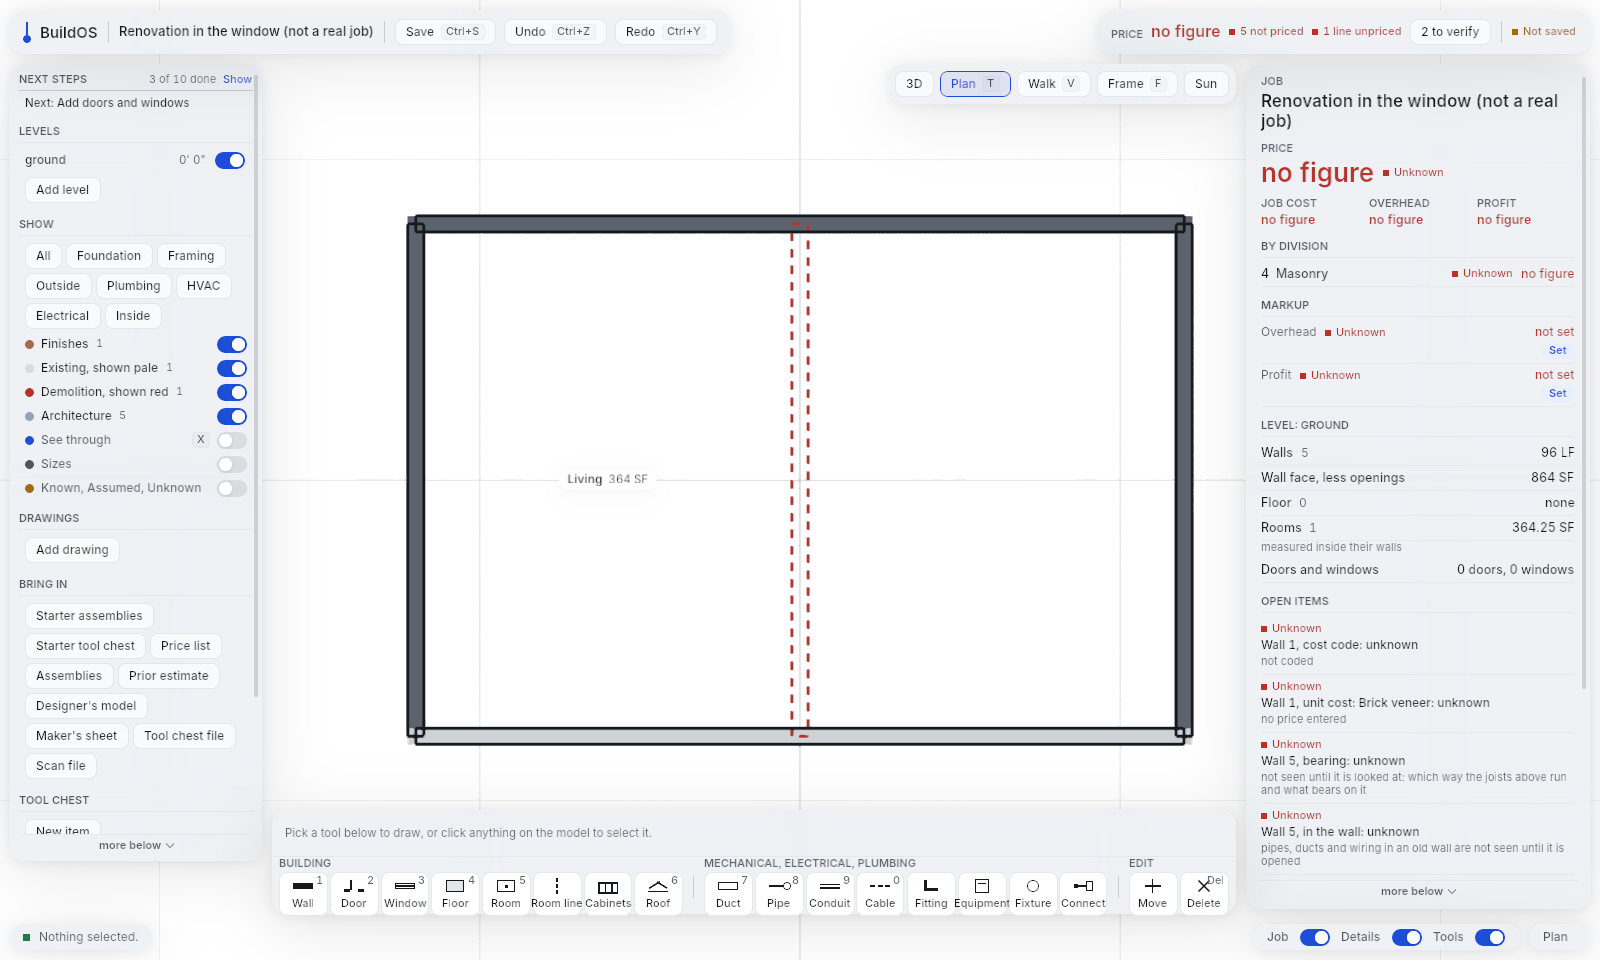 BuildOS
Renovation in the window (not a real job)
Save Ctrl+S
Undo Ctrl+Z
Redo Ctrl+Y
PRICE no figure 5 not priced 1 line unpriced 2 to verify Not saved
3D Plan T Walk V Frame F Sun
NEXT STEPS 3 of 10 done Show
Next: Add doors and windows
LEVELS
ground 0' 0"
Add level
SHOW
All Foundation Framing
Outside Plumbing HVAC
Electrical Inside
Finishes 1
Existing, shown pale 1
Demolition, shown red 1
Architecture 5
See through X
Sizes
Known, Assumed, Unknown
DRAWINGS
Add drawing
BRING IN
Starter assemblies
Starter tool chest Price list
Assemblies Prior estimate
Designer's model
Maker's sheet Tool chest file
Scan file
TOOL CHEST
New item
more below
Living 364 SF
Pick a tool below to draw, or click anything on the model to select it.
BUILDING
1 2 3 4 5 6
Wall Door Window Floor Room Room line Cabinets Roof
MECHANICAL, ELECTRICAL, PLUMBING
7 8 9 0
Duct Pipe Conduit Cable Fitting Equipment Fixture Connect
EDIT
Del
Move Delete
JOB
Renovation in the window (not a real
job)
PRICE
no figure Unknown
JOB COST OVERHEAD PROFIT
no figure no figure no figure
BY DIVISION
4 Masonry Unknown no figure
MARKUP
Overhead Unknown not set
Set
Profit Unknown not set
Set
LEVEL: GROUND
Walls 5 96 LF
Wall face, less openings 864 SF
Floor 0 none
Rooms 1 364.25 SF
measured inside their walls
Doors and windows 0 doors, 0 windows
OPEN ITEMS
Unknown
Wall 1, cost code: unknown
not coded
Unknown
Wall 1, unit cost: Brick veneer: unknown
no price entered
Unknown
Wall 5, bearing: unknown
not seen until it is looked at: which way the joists above run
and what bears on it
Unknown
Wall 5, in the wall: unknown
pipes, ducts and wiring in an old wall are not seen until it is
opened
more below
Nothing selected.
Job Details Tools Plan